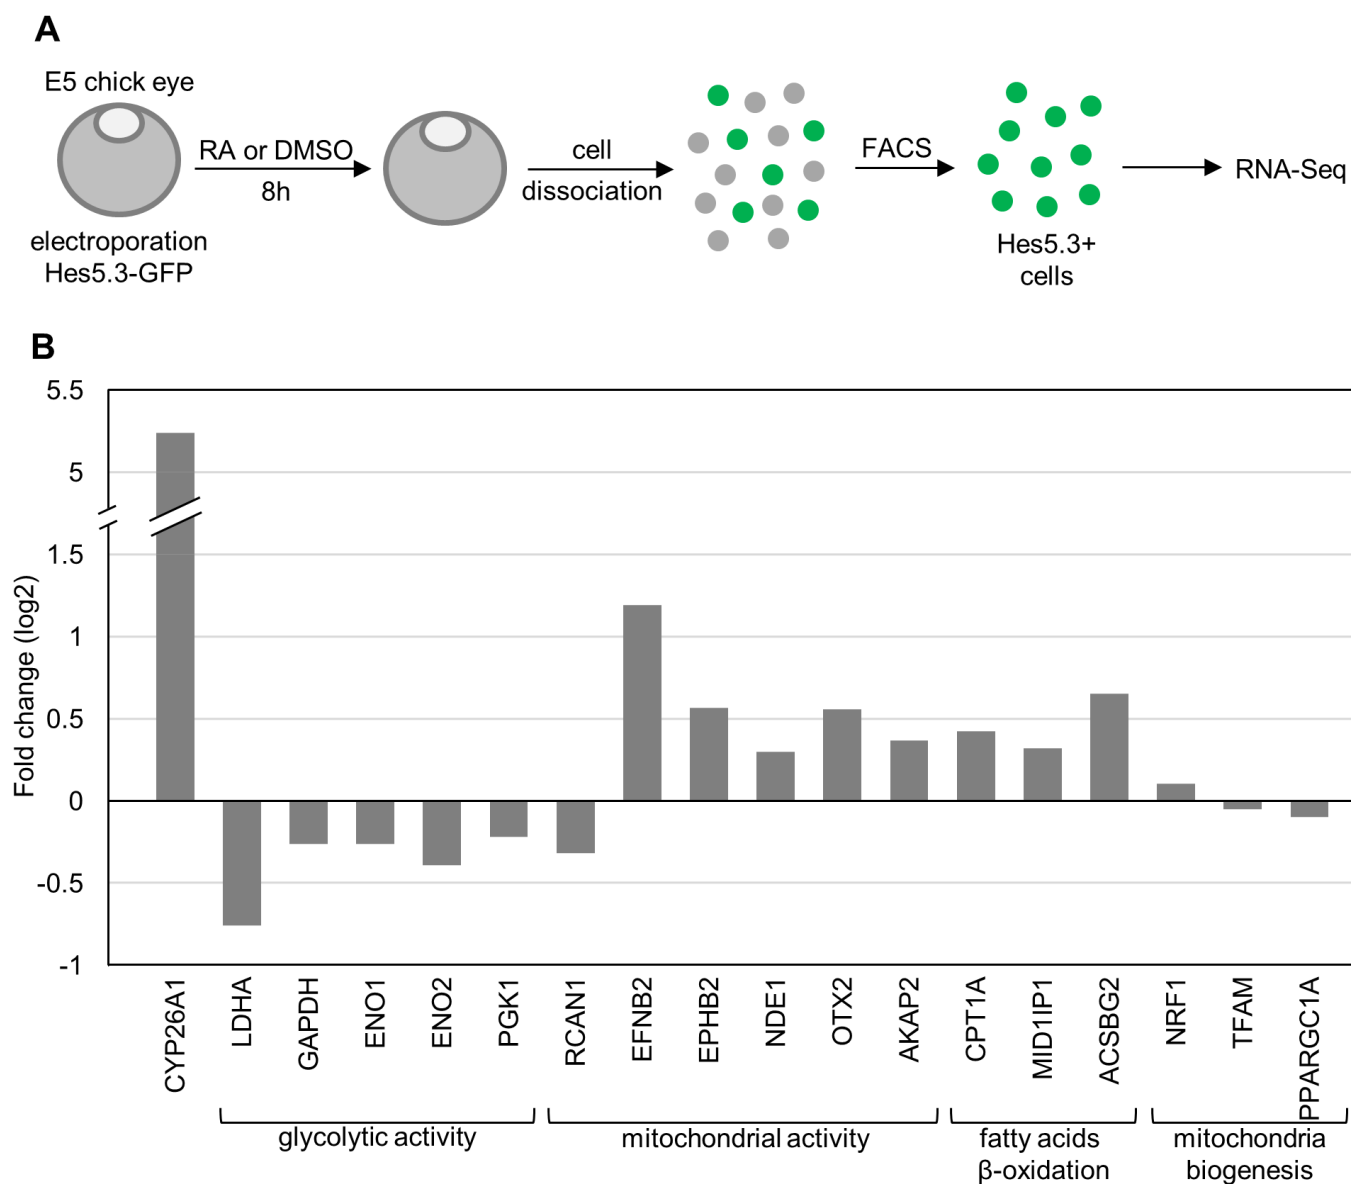 A
E5 chick eye
electroporation
Hes5.3-GFP
RA or DMSO
8h
cell
dissociation
FACS
Hes5.3+
cells
RNA-Seq
B
Fold change (log2)
5.5
5
1.5
1
0.5
0
-0.5
-1
CYP26A1
LDHA
GAPDH
ENO1
ENO2
PGK1
RCAN1
EFNB2
EPHB2
NDE1
OTX2
AKAP2
CPT1A
MID1IP1
ACSBG2
NRF1
TFAM
PPARGC1A
glycolytic activity
mitochondrial activity
fatty acids
β-oxidation
mitochondria
biogenesis